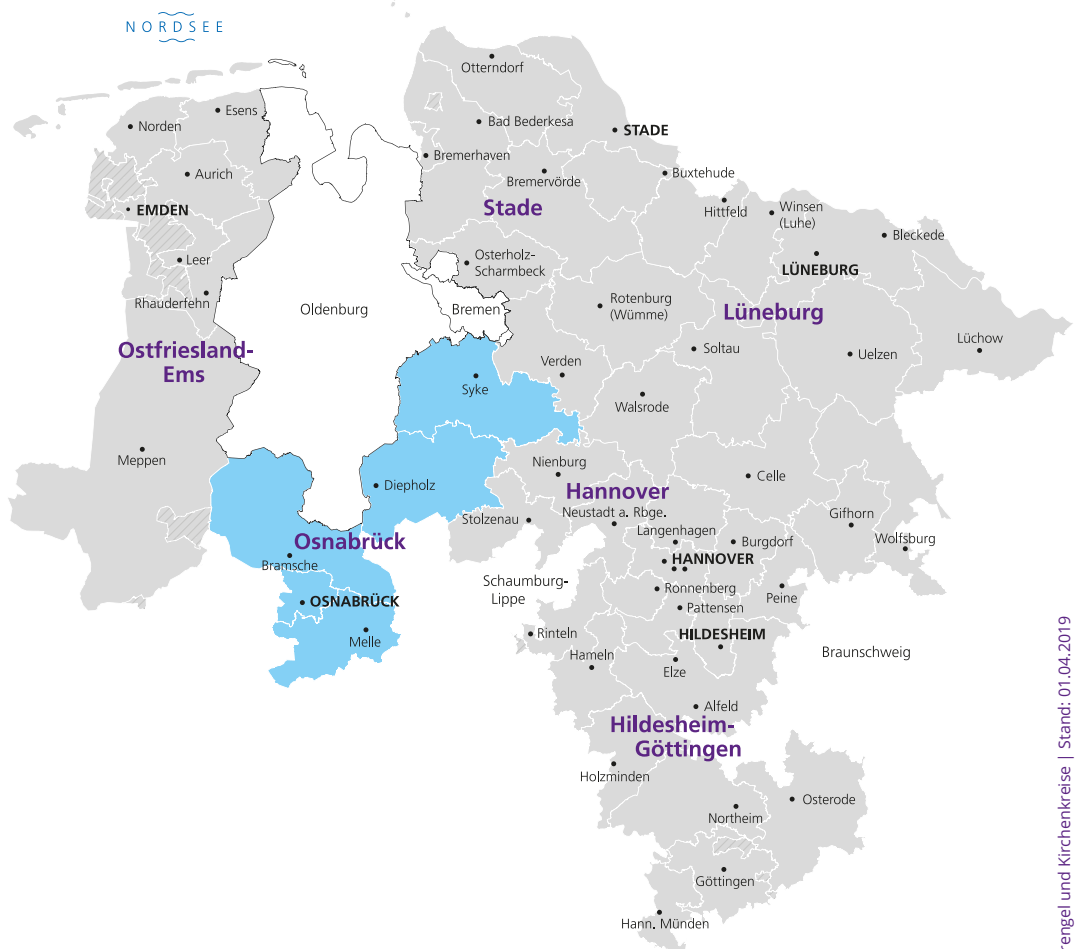 NORDSEE
Otterndorf
Esens
Norden
Bad Bederkesa
STADE
Bremerhaven
Aurich
Bremervörde
Buxtehude
EMDEN
Stade
Hittfeld
Winsen
(Luhe)
Bleckede
Leer
Osterholz-
Scharmbeck
LÜNEBURG
Rhauderfehn
Oldenburg
Bremen
Rotenburg
(Wümme)
Lüneburg
Ostfriesland-
Ems
Soltau
Uelzen
Lüchow
Verden
Syke
Walsrode
Meppen
Nienburg
Celle
Diepholz
Hannover
Neustadt a. Rbge.
Stolzenau
Gifhorn
Langenhagen
Burgdorf
Wolfsburg
Osnabrück
Bramsche
HANNOVER
Schaumburg-
Lippe
Ronnenberg
Peine
OSNABRÜCK
Pattensen
Melle
Rinteln
HILDESHEIM
Hameln
Elze
Braunschweig
Alfeld
Hildesheim-
Göttingen
Holzminden
Osterode
Northeim
Göttingen
Hann. Münden
rengel und Kirchenkreise | Stand: 01.04.2019